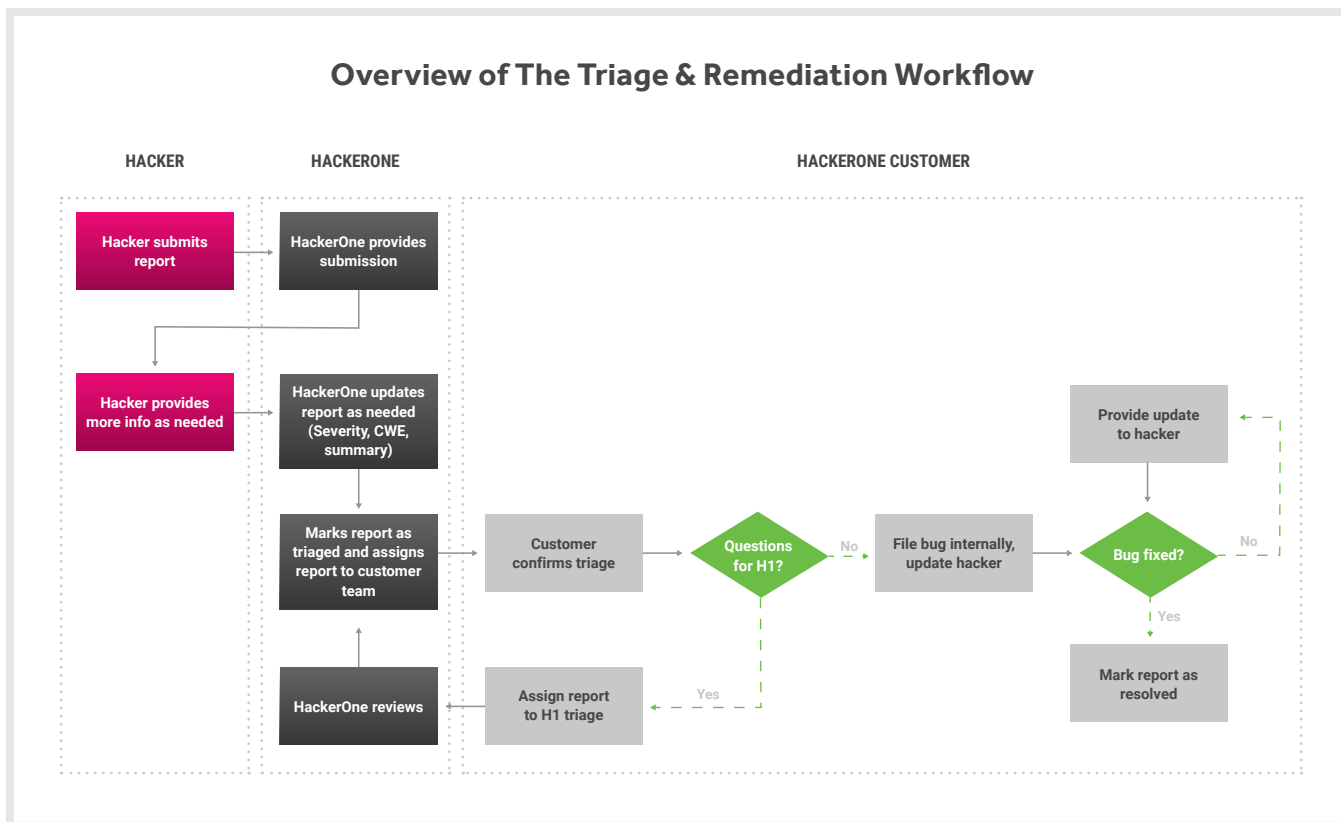 Overview of The Triage & Remediation Workflow
HACKER
HACKERONE
HACKERONE CUSTOMER
Hacker submits
report
HackerOne provides
submission
Hacker provides
more info as needed
HackerOne updates
report as needed
(Severity, CWE,
summary)
Provide update
to hacker
Marks report as
triaged and assigns
report to customer
team
Customer
confirms triage
Questions
for H1?
No
File bug internally,
update hacker
Bug fixed?
No
Yes
HackerOne reviews
Assign report
to H1 triage
Yes
Mark report as
resolved